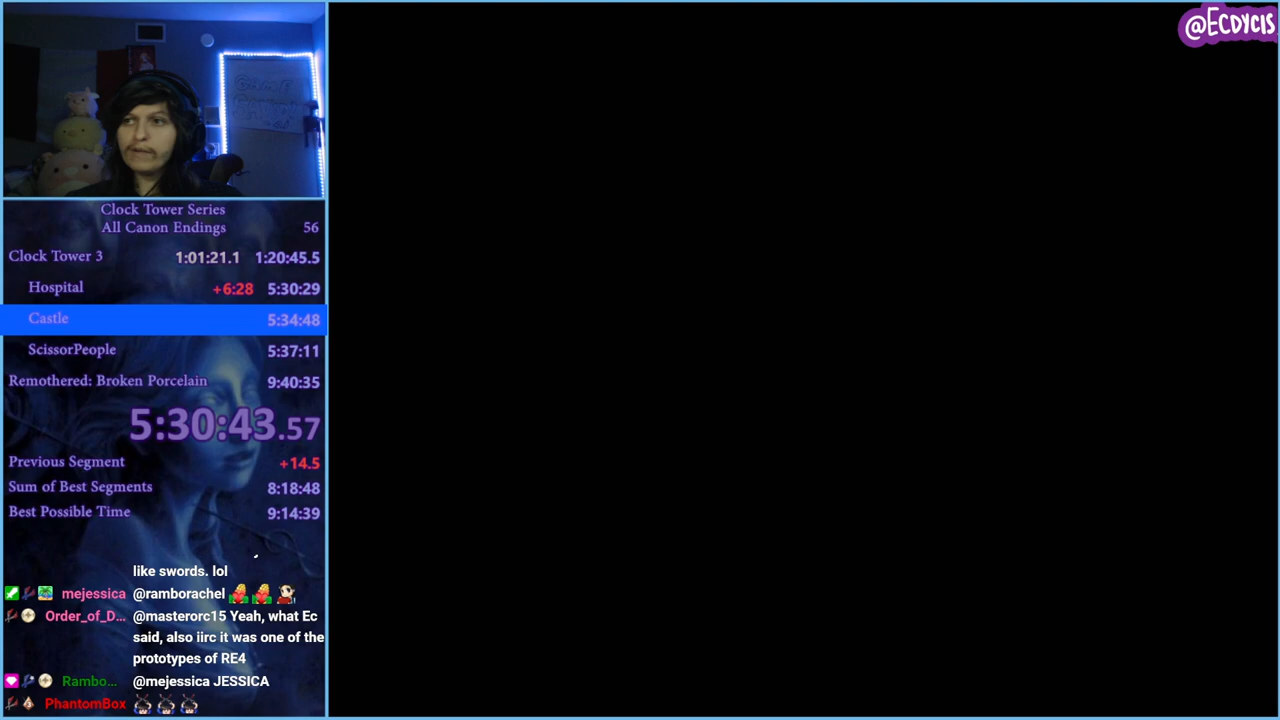 @ECDYCIS
Clock Tower Series
All Canon Endings 56
Clock Tower 3 1:01:21.1 1:20:45.5
Hospital +6:28 5:30:29
Castle 5:34:48
ScissorPeople 5:37:11
Remothered: Broken Porcelain 9:40:35
5:30:43.57
Previous Segment +14.5
Sum of Best Segments 8:18:48
Best Possible Time 9:14:39
like swords. lol
mejessica @ramborachel
Order_of_D... @masterorc15 Yeah, what Ec
said, also iirc it was one of the
prototypes of RE4
Rambo... @mejessica JESSICA
PhantomBox